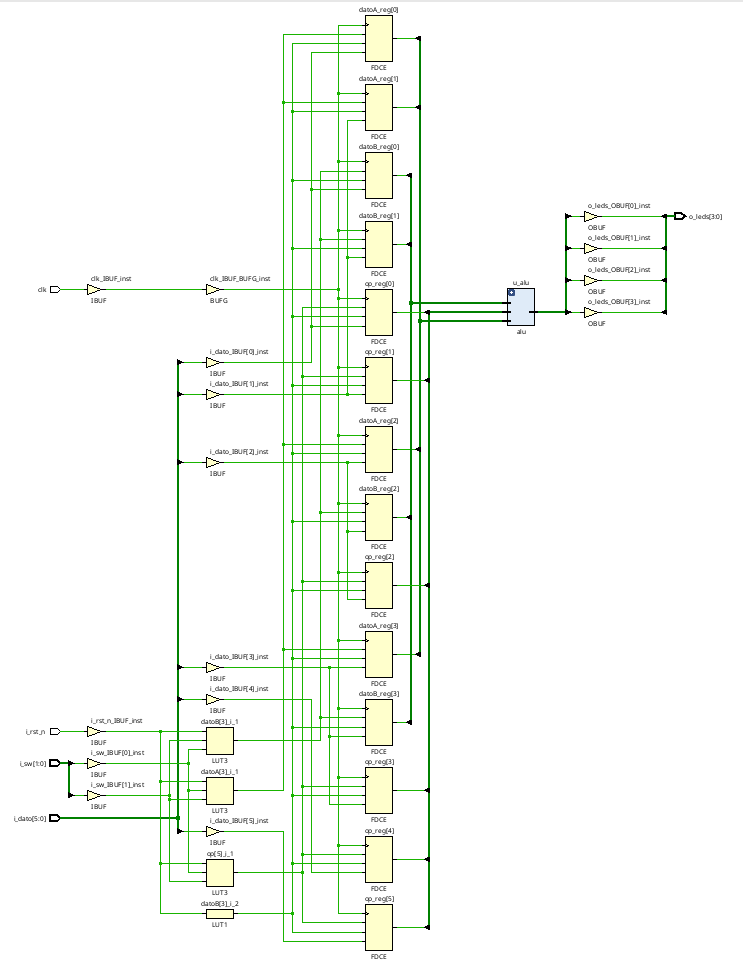 datoA_reg[0]
FDCE
datoA_reg[1]
FDCE
datoB_reg[0]
FDCE
datoB_reg[1]
FDCE
clk
clk_IBUF_inst
IBUF
clk_IBUF_BUFG_inst
BUFG
op_reg[0]
FDCE
u_alu
alu
o_leds_OBUF[0]_inst
OBUF
o_leds_OBUF[1]_inst
OBUF
o_leds_OBUF[2]_inst
OBUF
o_leds_OBUF[3]_inst
OBUF
o_leds[3:0]
i_dato_IBUF[0]_inst
IBUF
i_dato_IBUF[1]_inst
IBUF
op_reg[1]
FDCE
datoA_reg[2]
FDCE
i_dato_IBUF[2]_inst
IBUF
datoB_reg[2]
FDCE
op_reg[2]
FDCE
datoA_reg[3]
FDCE
i_dato_IBUF[3]_inst
IBUF
i_dato_IBUF[4]_inst
IBUF
datoB_reg[3]
FDCE
i_rst_n
i_rst_n_IBUF_inst
IBUF
i_sw[1:0]
i_sw_IBUF[0]_inst
IBUF
i_sw_IBUF[1]_inst
IBUF
i_dato[5:0]
datoB[3]_i_1
LUT3
datoA[3]_i_1
LUT3
op_reg[3]
FDCE
i_dato_IBUF[5]_inst
IBUF
op[5]_i_1
LUT3
datoB[3]_i_2
LUT1
op_reg[4]
FDCE
op_reg[5]
FDCE